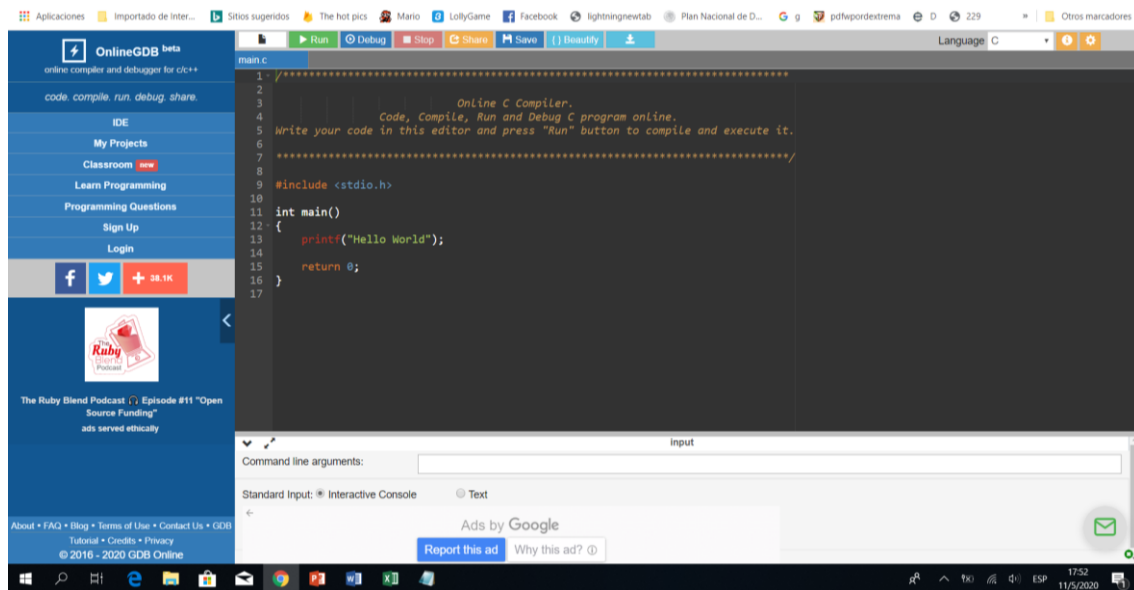 Aplicaciones Importado de Inter... Sitios sugeridos The hot pics Mario LollyGame Facebook lightningnewtab Plan Nacional de D... g pdfwpordextrema D 229 » Otros marcadores
OnlineGDB beta
online compiler and debugger for c/c++
code. compile. run. debug. share.
IDE
My Projects
Classroom new
Learn Programming
Programming Questions
Sign Up
Login
f + 38.1K
The
Ruby
Blend
Podcast
The Ruby Blend Podcast 🎧 Episode #11 "Open
Source Funding"
ads served ethically
About • FAQ • Blog • Terms of Use • Contact Us • GDB
Tutorial • Credits • Privacy
© 2016 - 2020 GDB Online
Run Debug Stop Share Save { } Beautify Language C
main.c
1 /******************************************************************************
2
3 Online C Compiler.
4 Code, Compile, Run and Debug C program online.
5 Write your code in this editor and press "Run" button to compile and execute it.
6
7 *******************************************************************************/
8
9 #include <stdio.h>
10
11 int main()
12 {
13 printf("Hello World");
14
15 return 0;
16 }
17
input
Command line arguments:
Standard Input: Interactive Console Text
Ads by Google
Report this ad Why this ad?
ESP 17:52
11/5/2020